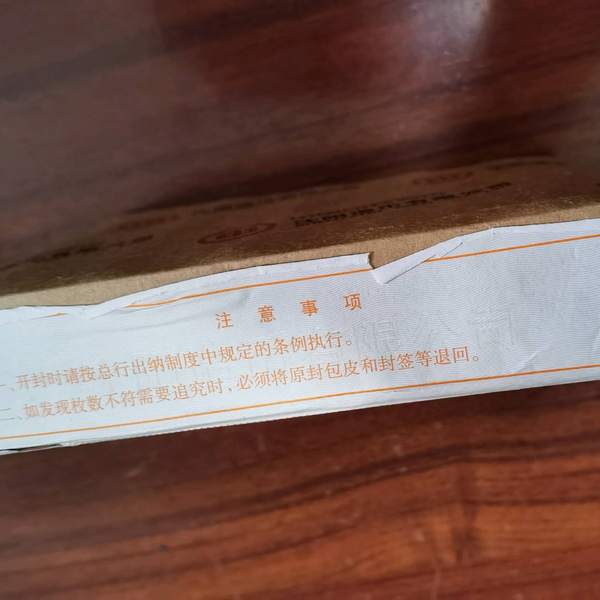 注意事项
一、开封时请按总行出纳制度中规定的条例执行。
二、如发现枚数不符需要追究时、必须将原封包皮和封签等退回。